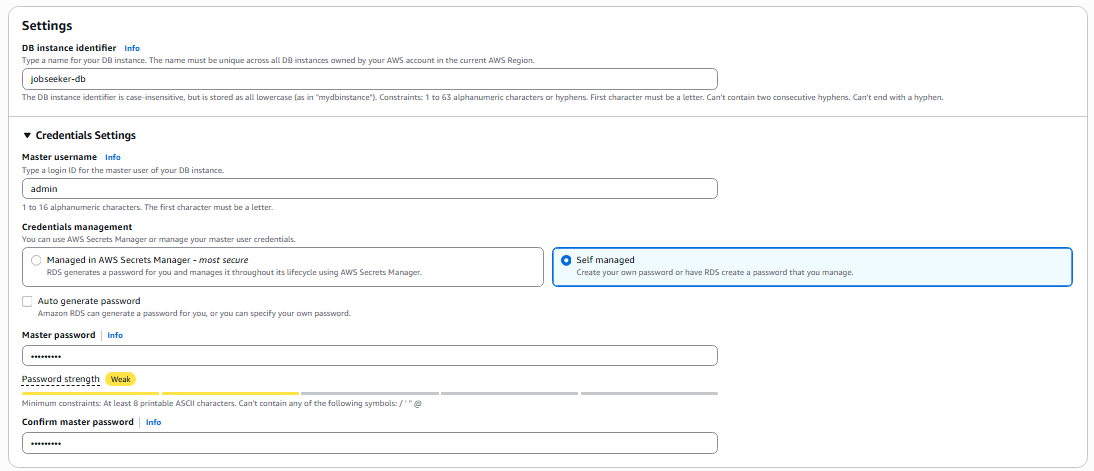 Settings
DB instance identifier Info
Type a name for your DB instance. The name must be unique across all DB instances owned by your AWS account in the current AWS Region.
jobseeker-db
The DB instance identifier is case-insensitive, but is stored as all lowercase (as in "mydbinstance"). Constraints: 1 to 63 alphanumeric characters or hyphens. First character must be a letter. Can't contain two consecutive hyphens. Can't end with a hyphen.
Credentials Settings
Master username Info
Type a login ID for the master user of your DB instance.
admin
1 to 16 alphanumeric characters. The first character must be a letter.
Credentials management
You can use AWS Secrets Manager or manage your master user credentials.
Managed in AWS Secrets Manager - most secure
RDS generates a password for you and manages it throughout its lifecycle using AWS Secrets Manager.
Self managed
Create your own password or have RDS create a password that you manage.
Auto generate password
Amazon RDS can generate a password for you, or you can specify your own password.
Master password Info
•••••••••
Password strength Weak
Minimum constraints: At least 8 printable ASCII characters. Can't contain any of the following symbols: / ' " @
Confirm master password Info
•••••••••